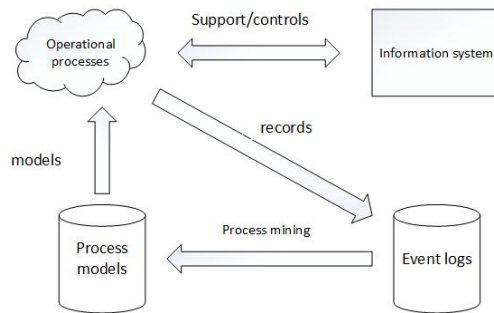 Support/controls
Operational
processes
Information system
records
models
Process mining
Process
models
Event logs